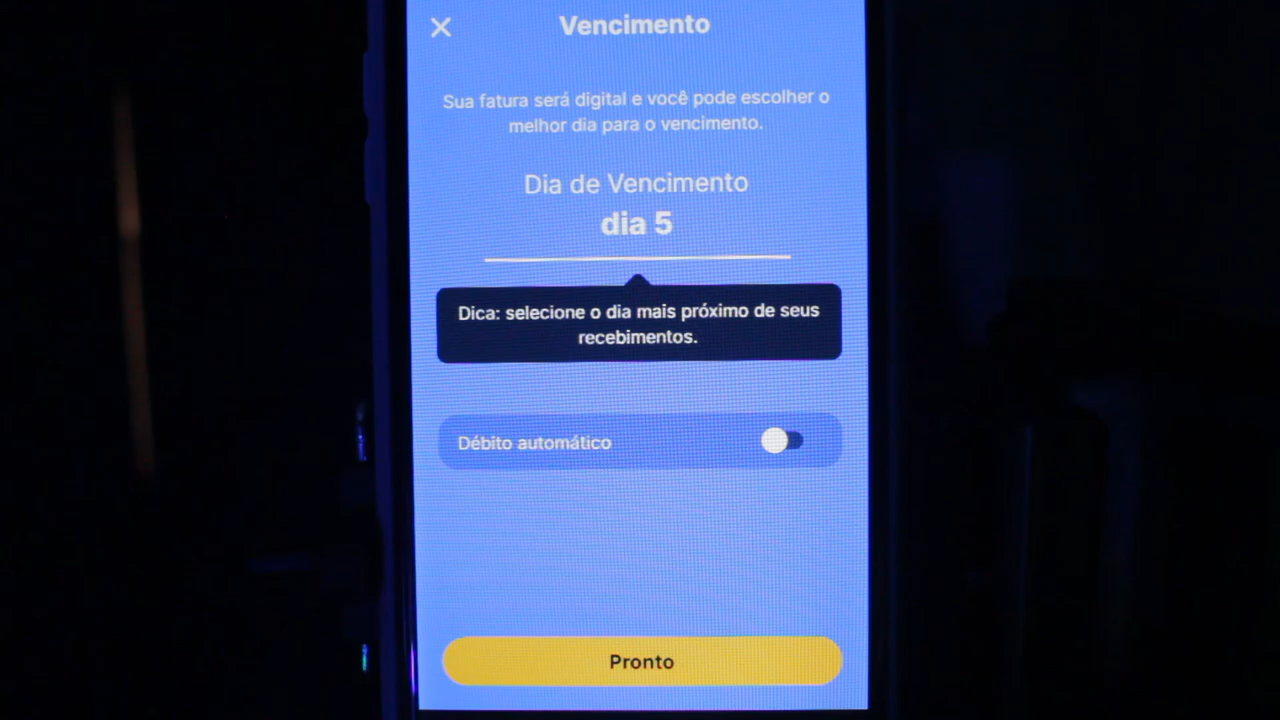 Vencimento
Sua fatura será digital e você pode escolher o
melhor dia para o vencimento.
Dia de Vencimento
dia 5
Dica: selecione o dia mais próximo de seus
recebimentos.
Débito automático
Pronto